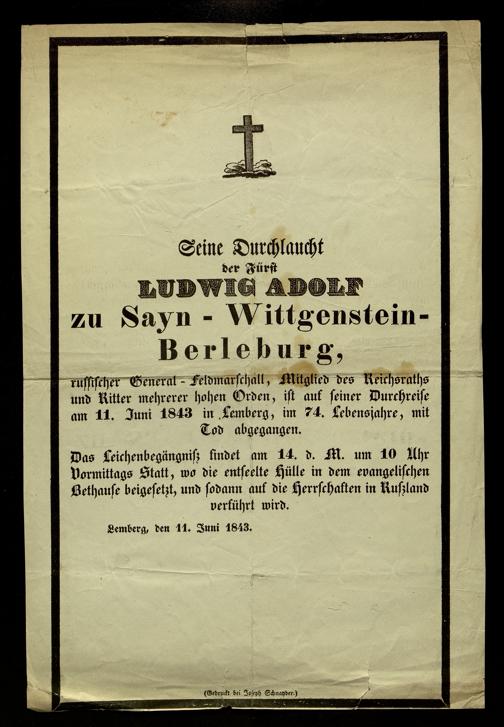 Seine Durchlaucht
der Fürst
LUDWIG ADOLF
zu Sayn - Wittgenstein-
Berleburg,
russischer General-Feldmarschall, Mitglied des Reichsraths
und Ritter mehrerer hohen Orden, ist auf seiner Durchreise
am 11. Juni 1843 in Lemberg, im 74. Lebensjahre, mit
Tod abgegangen.
Das Leichenbegängniß findet am 14. d. M. um 10 Uhr
Vormittags Statt, wo die entseelte Hülle in dem evangelischen
Bethause beigesetzt, und sodann auf die Herrschaften in Rußland
verführt wird.
Lemberg, den 11. Juni 1843.
(Gedruckt bei Joseph Schnayder.)